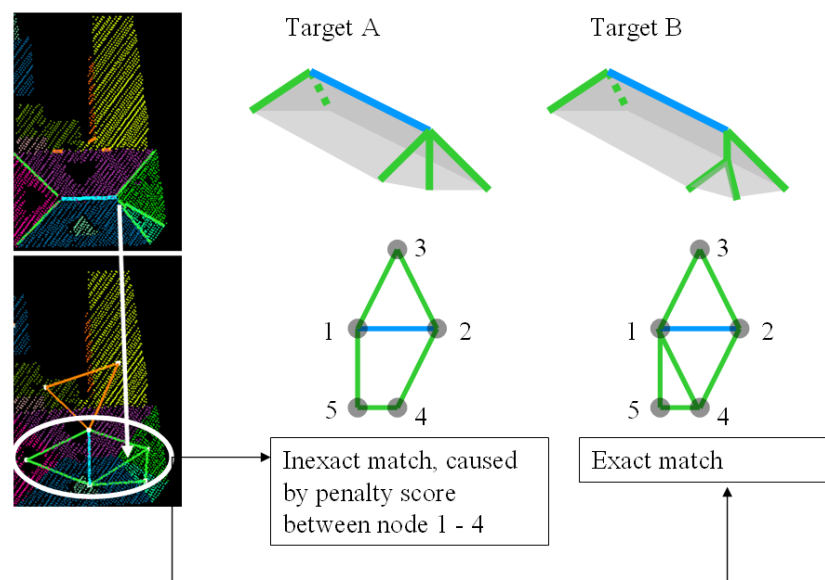 Target A
Target B
3
3
1
2
1
2
5
4
5
4
Inexact match, caused
by penalty score
between node 1 - 4
Exact match